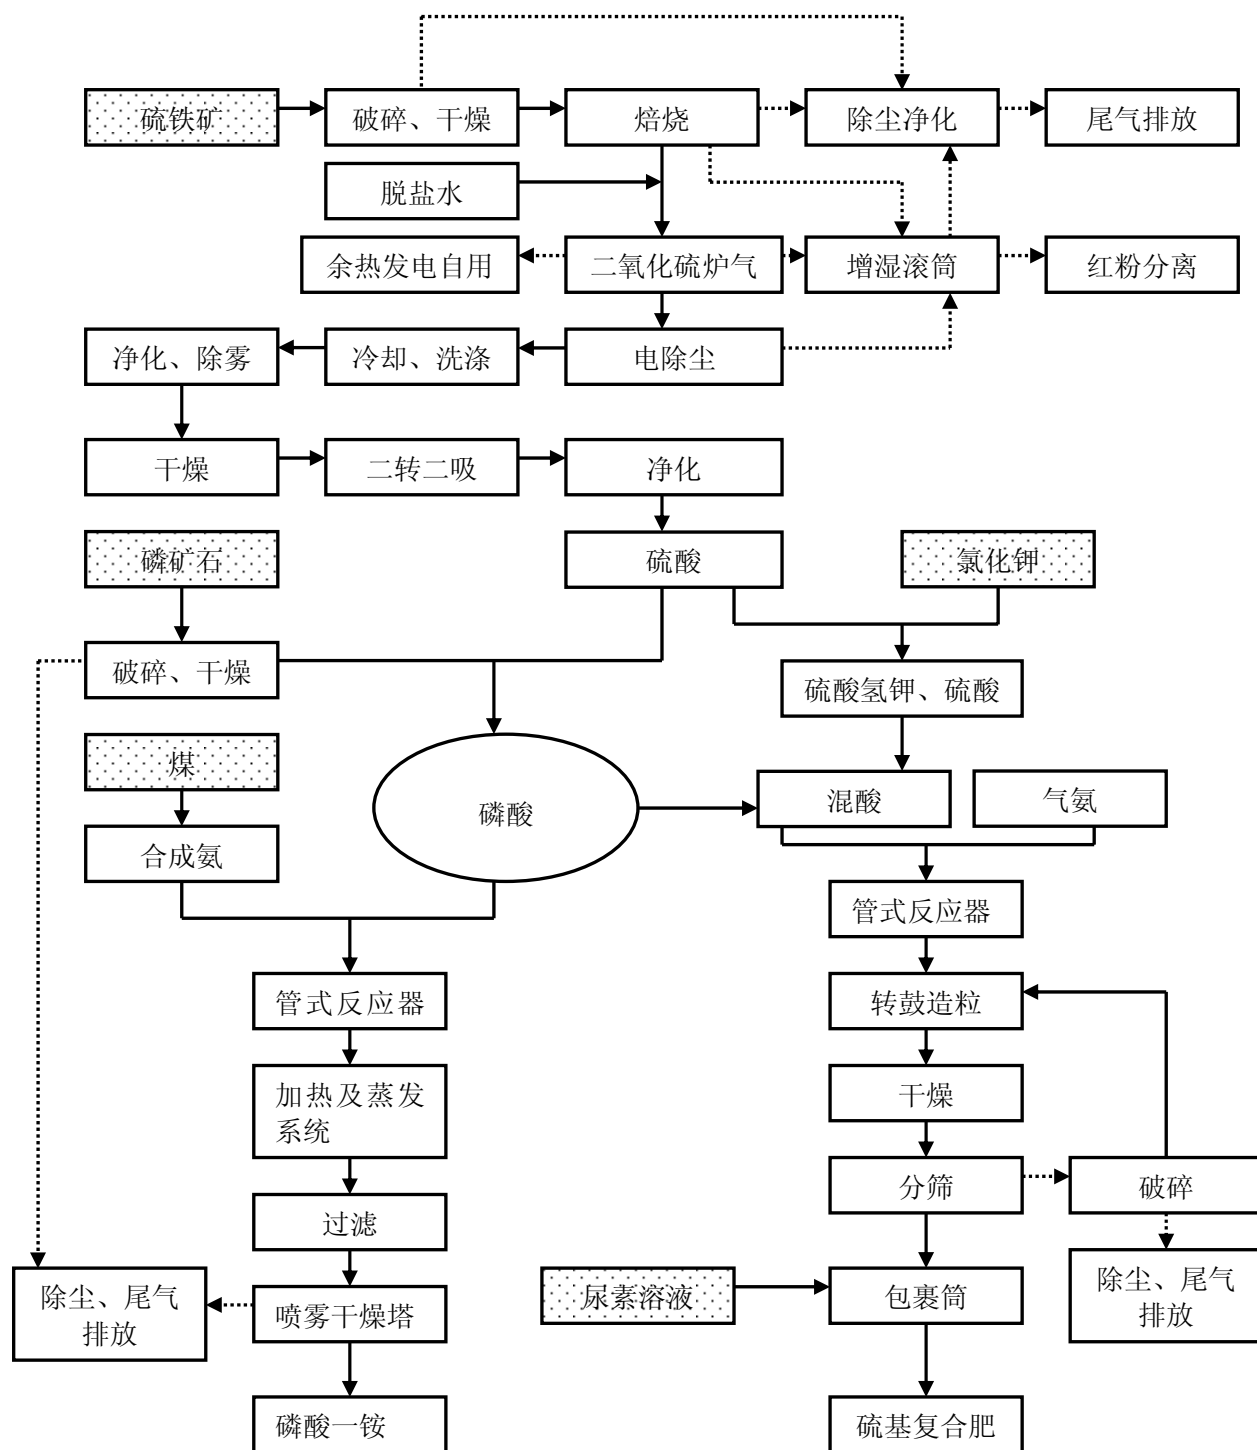 硫铁矿
破碎、干燥
焙烧
除尘净化
尾气排放
脱盐水
余热发电自用
二氧化硫炉气
增湿滚筒
红粉分离
净化、除雾
冷却、洗涤
电除尘
干燥
二转二吸
净化
磷矿石
硫酸
氯化钾
破碎、干燥
硫酸氢钾、硫酸
煤
磷酸
混酸
气氨
合成氨
管式反应器
管式反应器
转鼓造粒
加热及蒸发
系统
干燥
分筛
破碎
过滤
除尘、尾气
排放
喷雾干燥塔
尿素溶液
包裹筒
除尘、尾气
排放
磷酸一铵
硫基复合肥